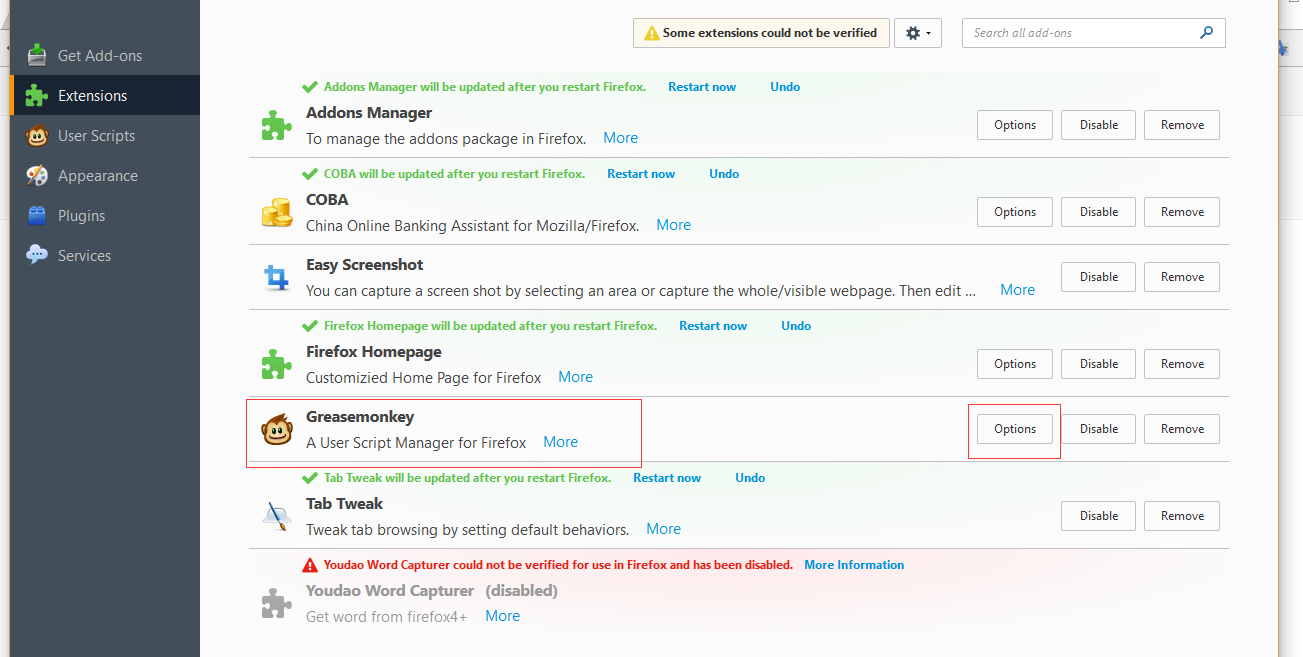 Some extensions could not be verified
Search all add-ons
Get Add-ons
Extensions
User Scripts
Appearance
Plugins
Services
Addons Manager will be updated after you restart Firefox. Restart now Undo
Addons Manager
To manage the addons package in Firefox. More
Options Disable Remove
COBA will be updated after you restart Firefox. Restart now Undo
COBA
China Online Banking Assistant for Mozilla/Firefox. More
Options Disable Remove
Easy Screenshot
You can capture a screen shot by selecting an area or capture the whole/visible webpage. Then edit ... More
Disable Remove
Firefox Homepage will be updated after you restart Firefox. Restart now Undo
Firefox Homepage
Customizied Home Page for Firefox More
Options Disable Remove
Greasemonkey
A User Script Manager for Firefox More
Options Disable Remove
Tab Tweak will be updated after you restart Firefox. Restart now Undo
Tab Tweak
Tweak tab browsing by setting default behaviors. More
Disable Remove
Youdao Word Capturer could not be verified for use in Firefox and has been disabled. More Information
Youdao Word Capturer (disabled)
Get word from firefox4+ More